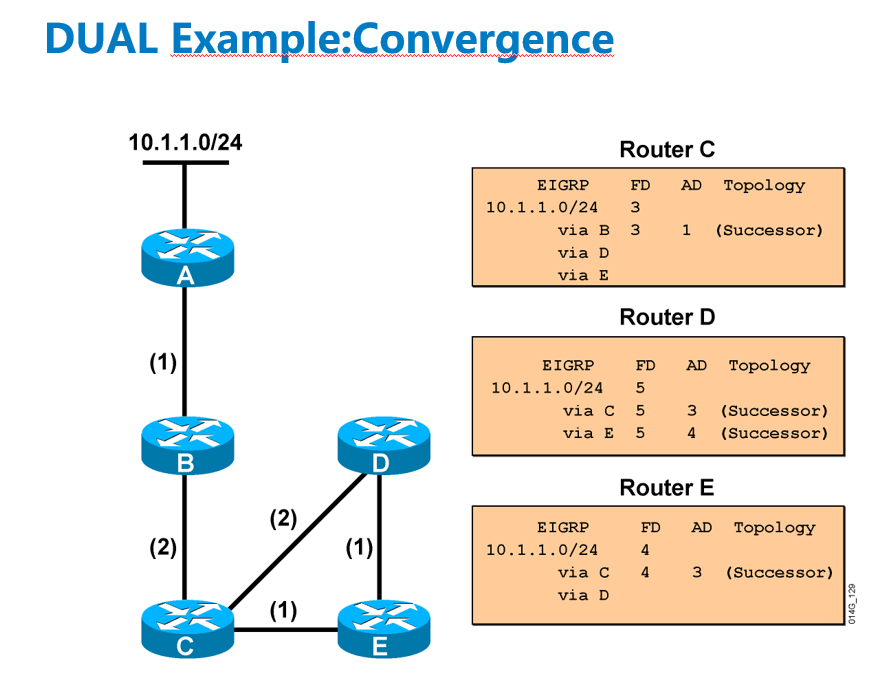 DUAL Example:Convergence
10.1.1.0/24
A
(1)
B
D
(2)
(2)
(1)
(1)
C
E
Router C
EIGRP FD AD Topology
10.1.1.0/24 3
via B 3 1 (Successor)
via D
via E
Router D
EIGRP FD AD Topology
10.1.1.0/24 5
via C 5 3 (Successor)
via E 5 4 (Successor)
Router E
EIGRP FD AD Topology
10.1.1.0/24 4
via C 4 3 (Successor)
via D
014G_129